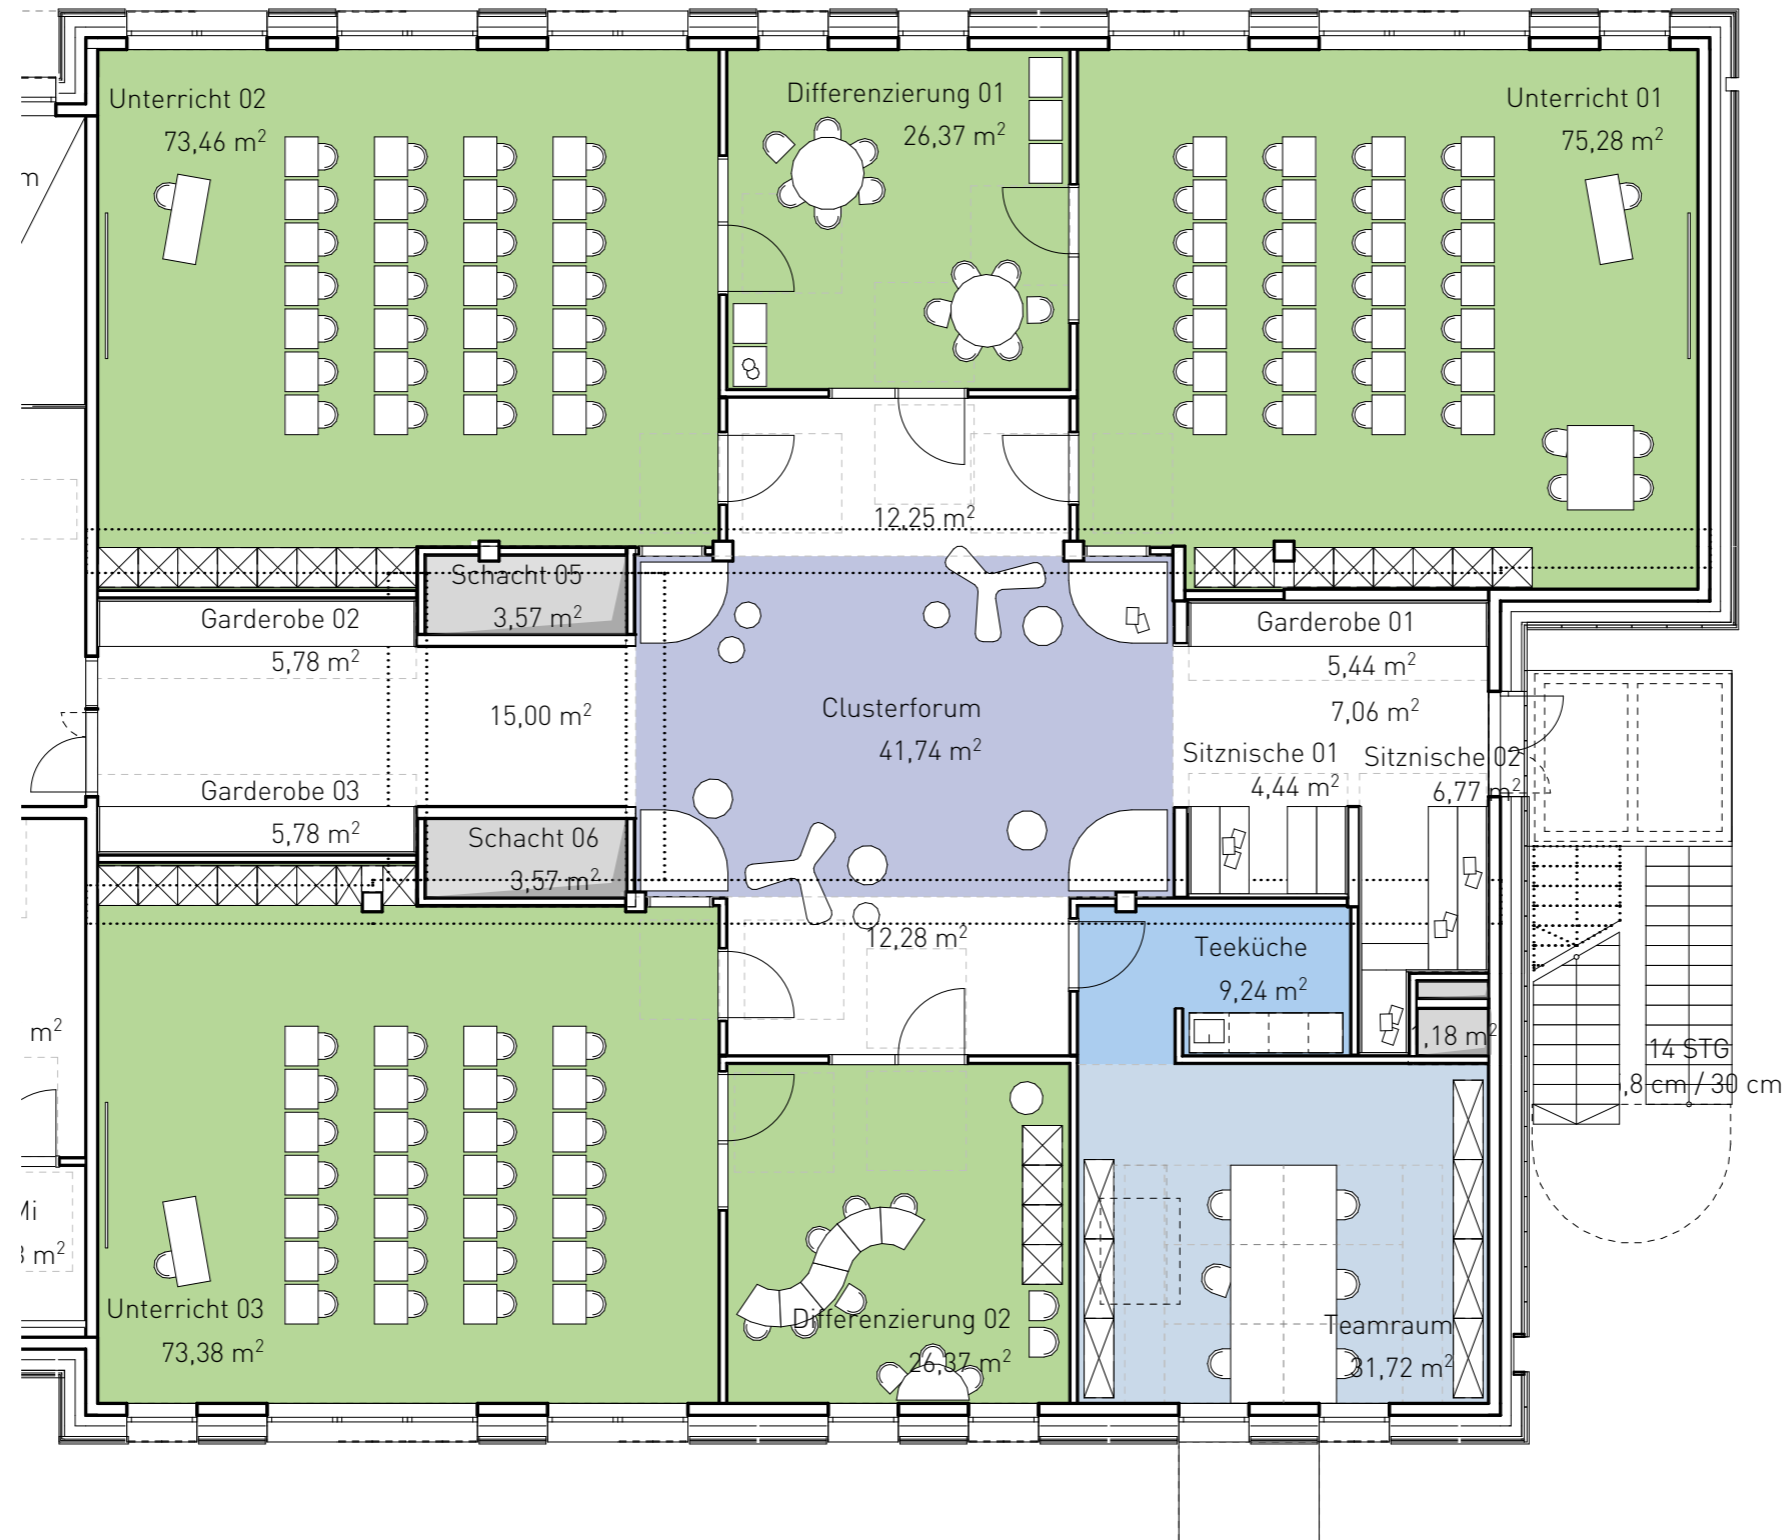 Unterricht 02
73,46 m²
Differenzierung 01
26,37 m²
Unterricht 01
75,28 m²
m
12,25 m²
Schacht 05
3,57 m²
Garderobe 02
5,78 m²
Garderobe 01
5,44 m²
15,00 m²
Clusterforum
41,74 m²
7,06 m²
Sitznische 01
4,44 m²
Sitznische 02
6,77 m²
Garderobe 03
5,78 m²
Schacht 06
3,57 m²
12,28 m²
Teeküche
9,24 m²
m²
,18 m²
14 STG
,8 cm / 30 cm
Mi
m²
Unterricht 03
73,38 m²
Differenzierung 02
26,37 m²
Teamraum
31,72 m²